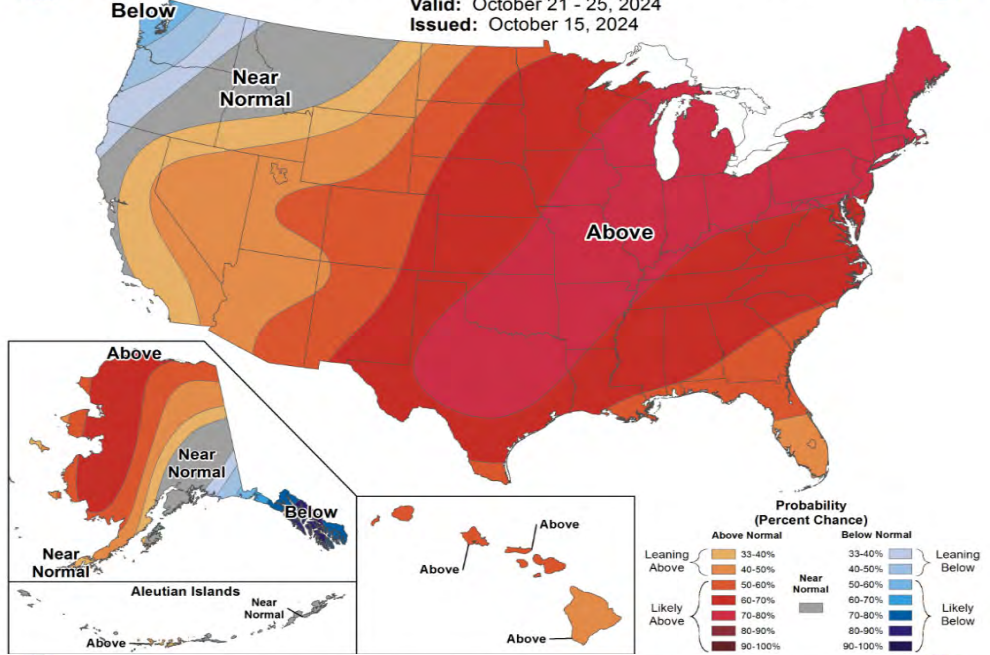 Valid: October 21 - 25, 2024
Issued: October 15, 2024
Below
Near
Normal
Above
Above
Near
Normal
Below
Near
Normal
Aleutian Islands
Near
Normal
Above
Above
Above
Above
Probability
(Percent Chance)
Above Normal
Below Normal
Leaning
Above
33-40%
40-50%
Likely
Above
50-60%
60-70%
70-80%
80-90%
90-100%
Near
Normal
33-40%
40-50%
Leaning
Below
50-60%
60-70%
70-80%
80-90%
90-100%
Likely
Below